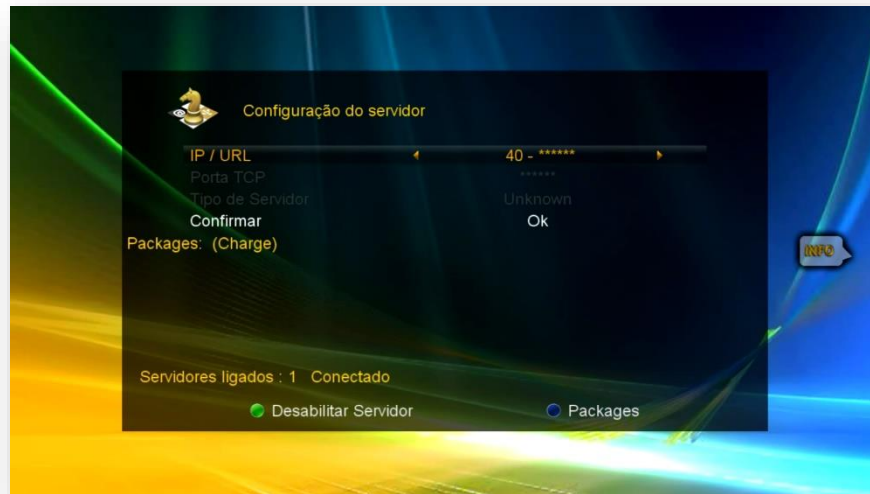 Configuração do servidor
IP / URL 40 - ******
Porta TCP ******
Tipo de Servidor Unknown
Confirmar Ok
Packages: (Charge)
INFO
Servidores ligados : 1 Conectado
Desabilitar Servidor Packages